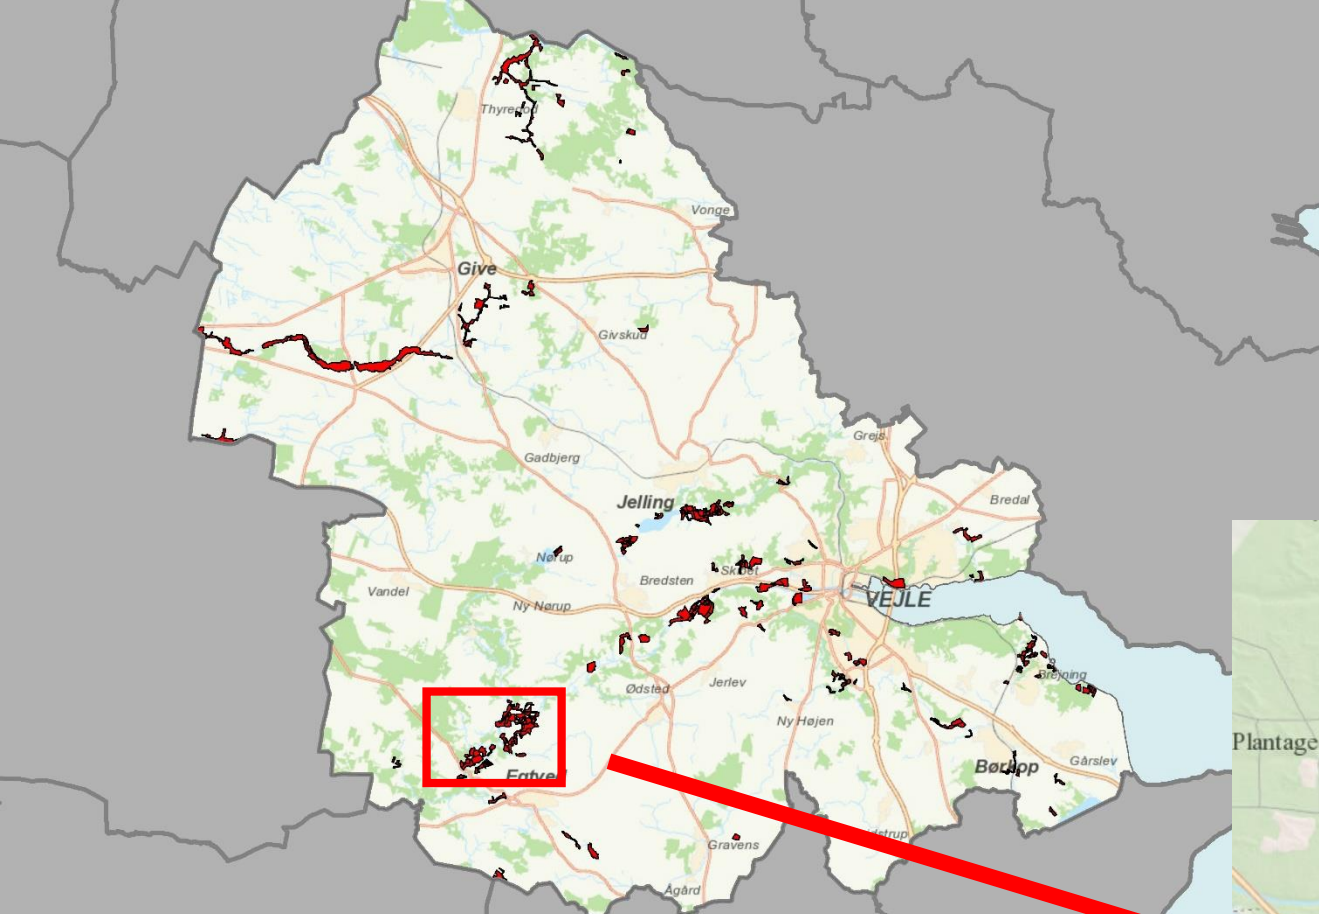 Thyregod
Vonge
Give
Givskud
Grejs
Gadbjerg
Bredal
Jelling
Nørup
Skibet
Bredsten
Vandel
VEJLE
Ny Nørup
Brejning
Jerlev
Ødsted
Ny Højen
Plantage
Gårslev
Børkop
Egtved
Gravens
Ågård